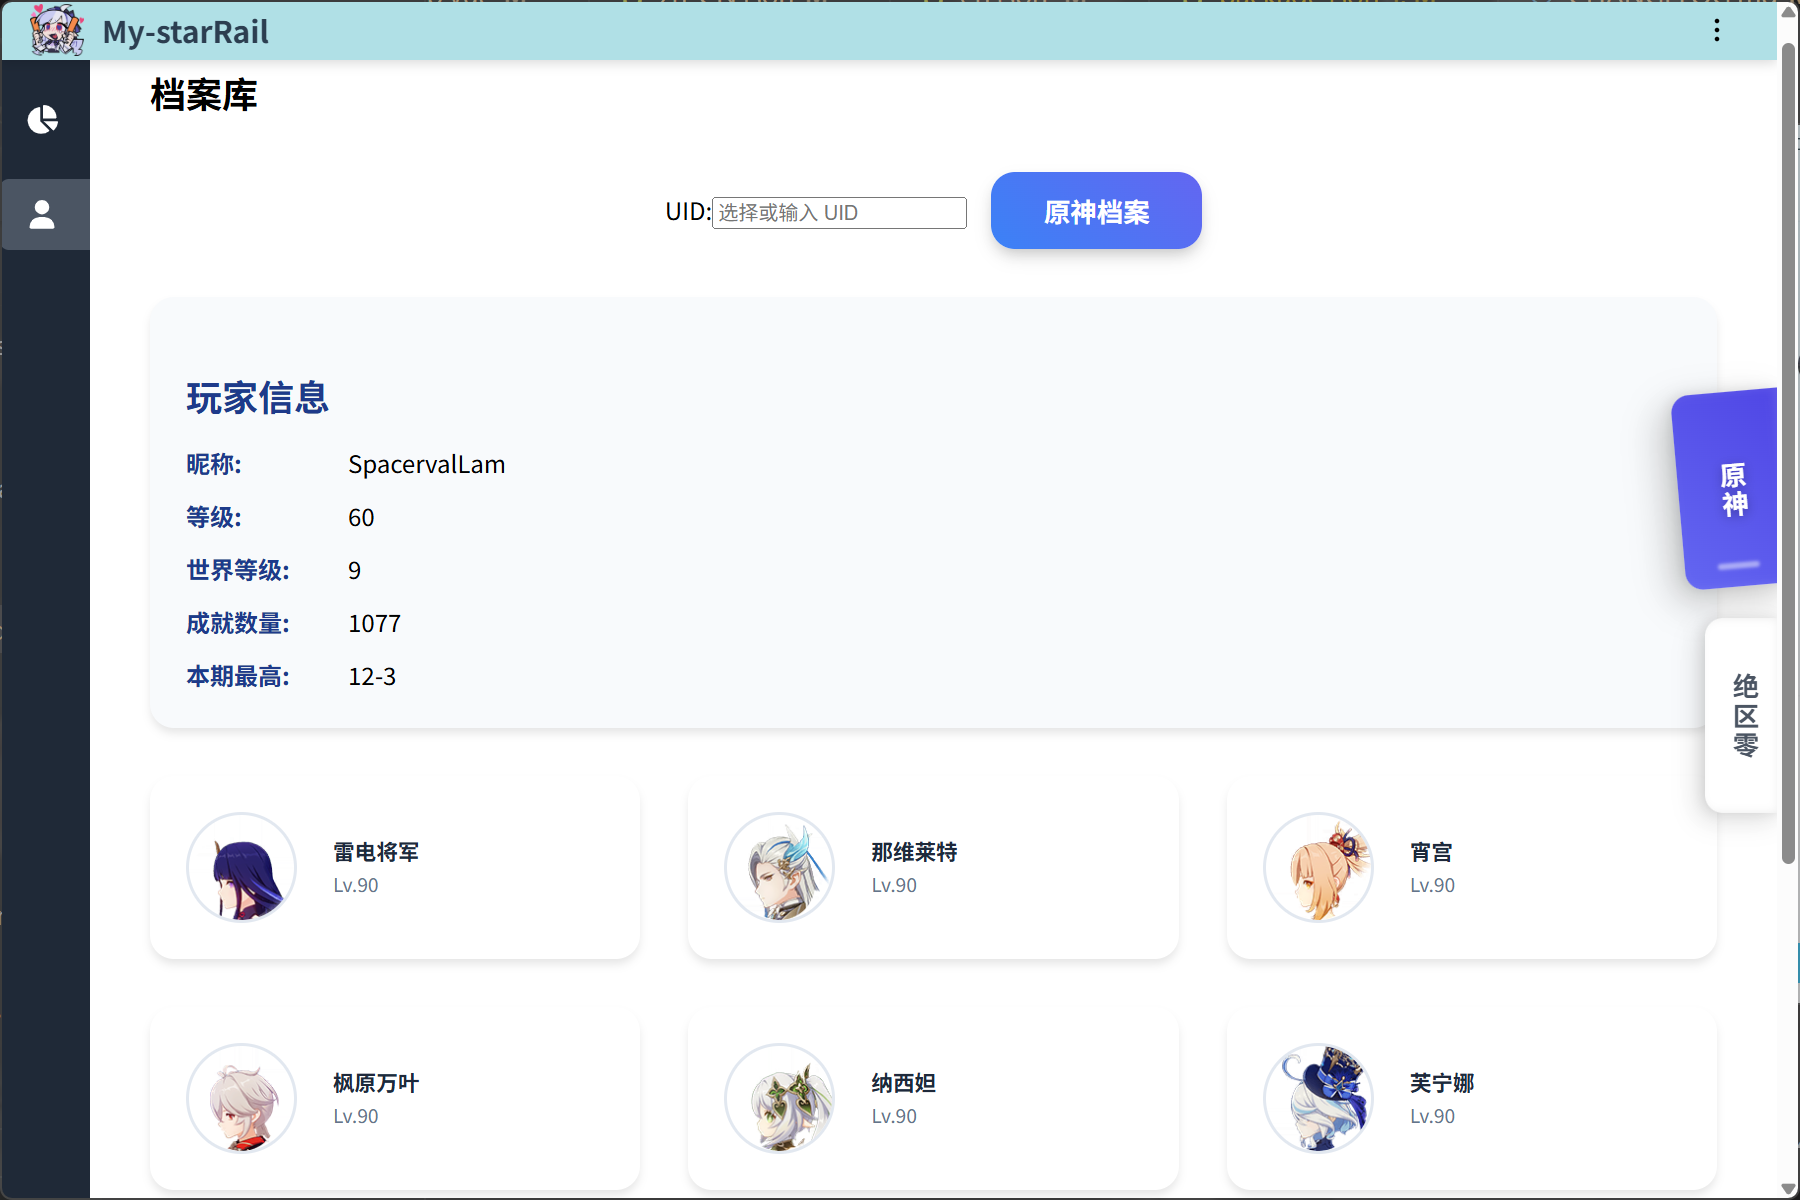 My-starRail
档案库
UID:
选择或输入 UID
原神档案
玩家信息
昵称: SpacervalLam
等级: 60
世界等级: 9
成就数量: 1077
本期最高: 12-3
原神
绝区零
雷电将军
Lv.90
那维莱特
Lv.90
宵宫
Lv.90
枫原万叶
Lv.90
纳西妲
Lv.90
芙宁娜
Lv.90